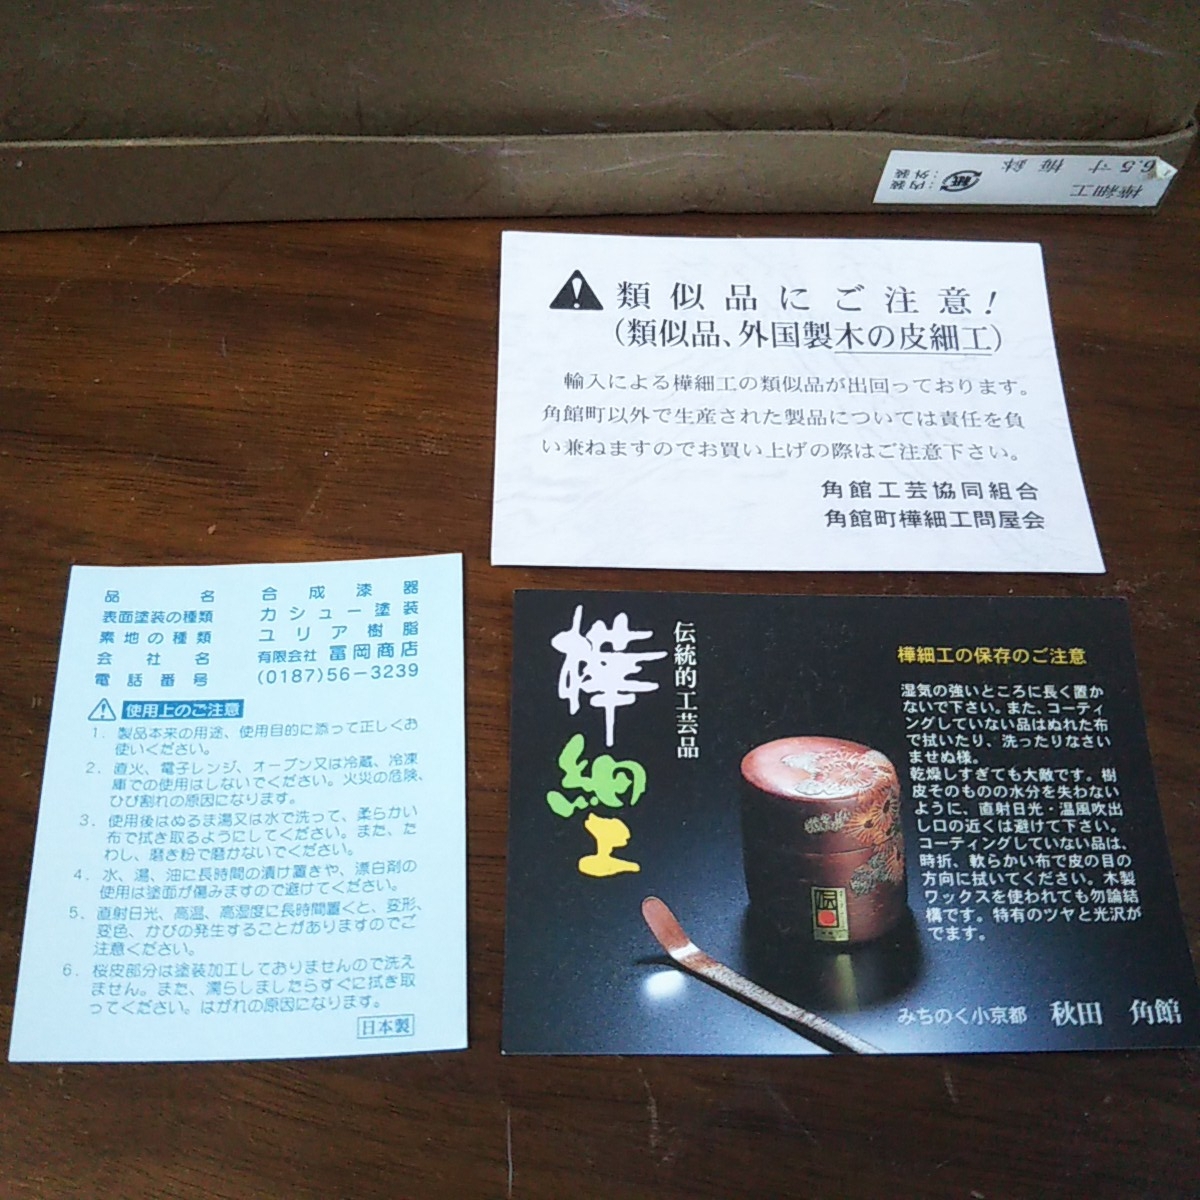 樺細工
6.5寸 梅鉢
紙
:外装
:内装
類似品にご注意!
(類似品、外国製木の皮細工)
輸入による樺細工の類似品が出回っております。
角館町以外で生産された製品については責任を負
い兼ねますのでお買い上げの際はご注意下さい。
角館工芸協同組合
角館町樺細工問屋会
品名 合成漆器
表面塗装の種類 カシュー塗装
素地の種類 ユリア樹脂
会社名 有限会社 冨岡商店
電話番号 (0187)56-3239
使用上のご注意
1. 製品本来の用途、使用目的に添って正しくお
使いください。
2. 直火、電子レンジ、オーブン又は冷蔵、冷凍
庫での使用はしないでください。火災の危険、
ひび割れの原因になります。
3. 使用後はぬるま湯又は水で洗って、柔らかい
布で拭き取るようにしてください。また、た
わし、磨き粉で磨かないでください。
4. 水、湯、油に長時間の漬け置きや、漂白剤の
使用は塗面が傷みますので避けてください。
5. 直射日光、高温、高湿度に長時間置くと、変形、
変色、かびの発生することがありますのでご
注意ください。
6. 桜皮部分は塗装加工しておりませんので洗え
ません。また、濡らしましたらすぐに拭き取
ってください。はがれの原因になります。
日本製
伝統的工芸品
樺細工
樺細工の保存のご注意
湿気の強いところに長く置か
ないで下さい。また、コーティ
ングしていない品はぬれた布
で拭いたり、洗ったりなさい
ませぬ様。
乾燥しすぎても大敵です。樹
皮そのものの水分を失わない
ように、直射日光・温風吹出
し口の近くは避けて下さい。
コーティングしていない品は、
時折、軟らかい布で皮の目の
方向に拭いてください。木製
ワックスを使われても勿論結
構です。特有のツヤと光沢が
でます。
伝
みちのく小京都 秋田 角館